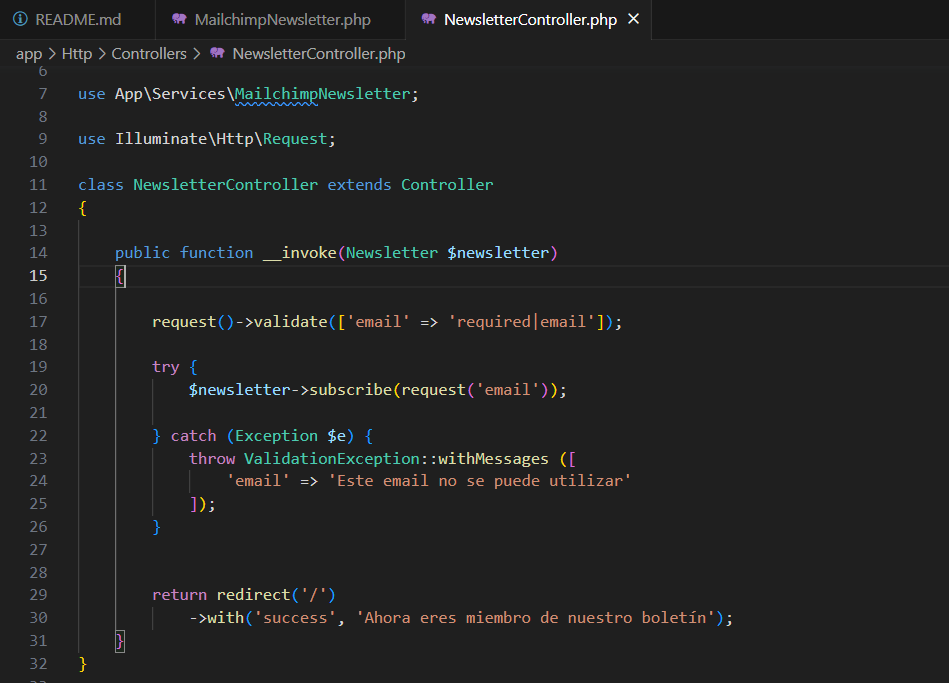 README.md
MailchimpNewsletter.php
NewsletterController.php
app > Http > Controllers > NewsletterController.php
6
7 use App\Services\MailchimpNewsletter;
8
9 use Illuminate\Http\Request;
10
11 class NewsletterController extends Controller
12 {
13
14 public function __invoke(Newsletter $newsletter)
15 {
16
17 request()->validate(['email' => 'required|email']);
18
19 try {
20 $newsletter->subscribe(request('email'));
21
22 } catch (Exception $e) {
23 throw ValidationException::withMessages ([
24 'email' => 'Este email no se puede utilizar'
25 ]);
26 }
27
28
29 return redirect('/')
30 ->with('success', 'Ahora eres miembro de nuestro boletín');
31 }
32 }